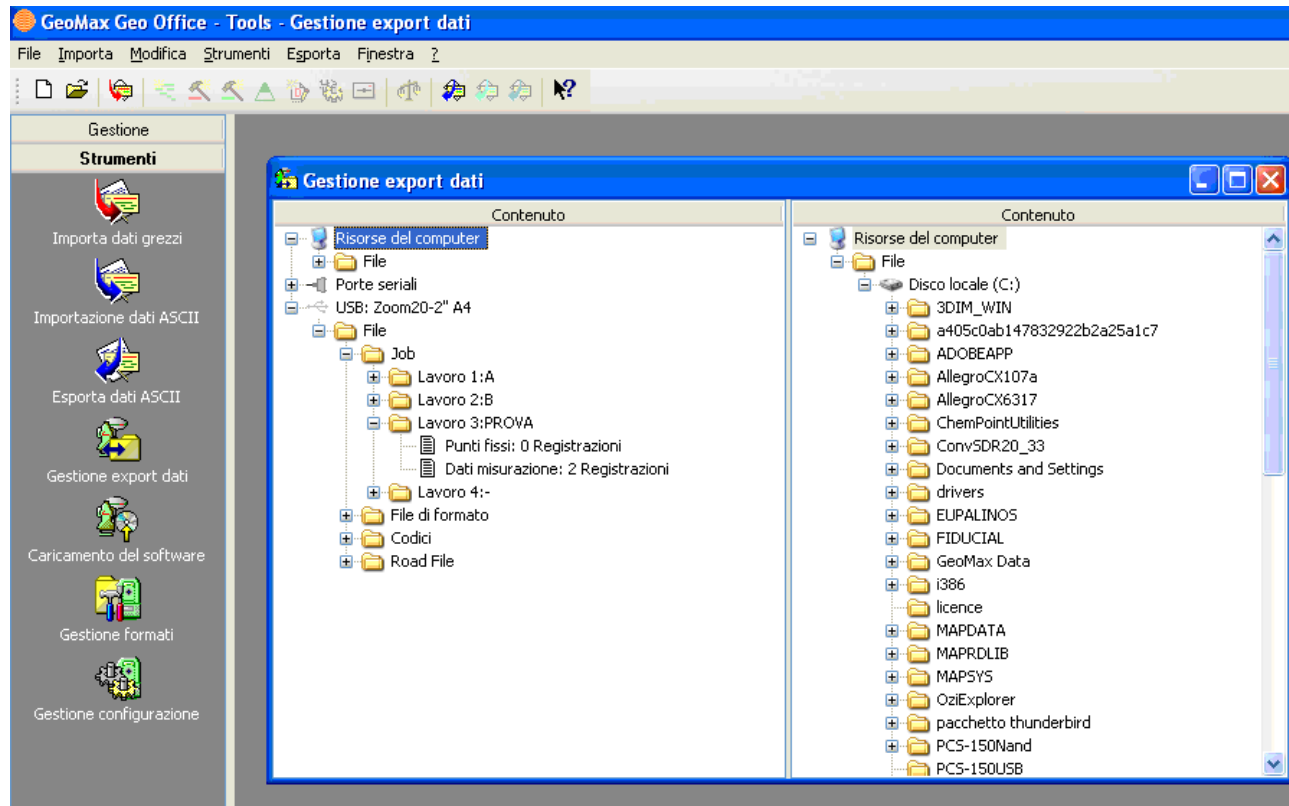 GeoMax Geo Office - Tools - Gestione export dati
File Importa Modifica Strumenti Esporta Finestra ?
Gestione
Strumenti
Importa dati grezzi
Importazione dati ASCII
Esporta dati ASCII
Gestione export dati
Caricamento del software
Gestione formati
Gestione configurazione
Gestione export dati
Contenuto
Risorse del computer
File
Porte seriali
USB: Zoom20-2" A4
File
Job
Lavoro 1:A
Lavoro 2:B
Lavoro 3:PROVA
Punti fissi: 0 Registrazioni
Dati misurazione: 2 Registrazioni
Lavoro 4:-
File di formato
Codici
Road File
Contenuto
Risorse del computer
File
Disco locale (C:)
3DIM_WIN
a405c0ab147832922b2a25a1c7
ADOBEAPP
AllegroCX107a
AllegroCX6317
ChemPointUtilities
ConvSDR20_33
Documents and Settings
drivers
EUPALINOS
FIDUCIAL
GeoMax Data
i386
licence
MAPDATA
MAPRDLIB
MAPSYS
OziExplorer
pacchetto thunderbird
PCS-150Nand
PCS-150USB